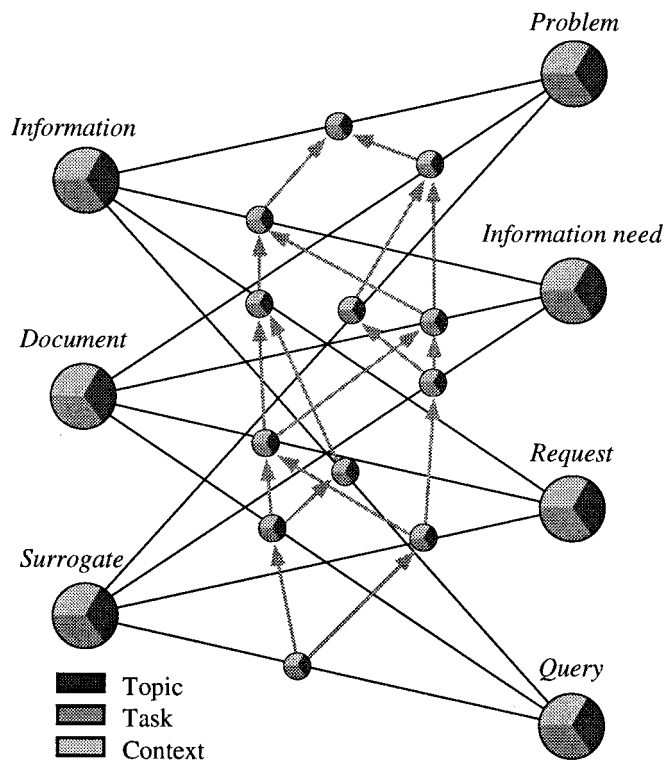 Problem
Information
Information need
Document
Request
Surrogate
Query
Topic
Task
Context